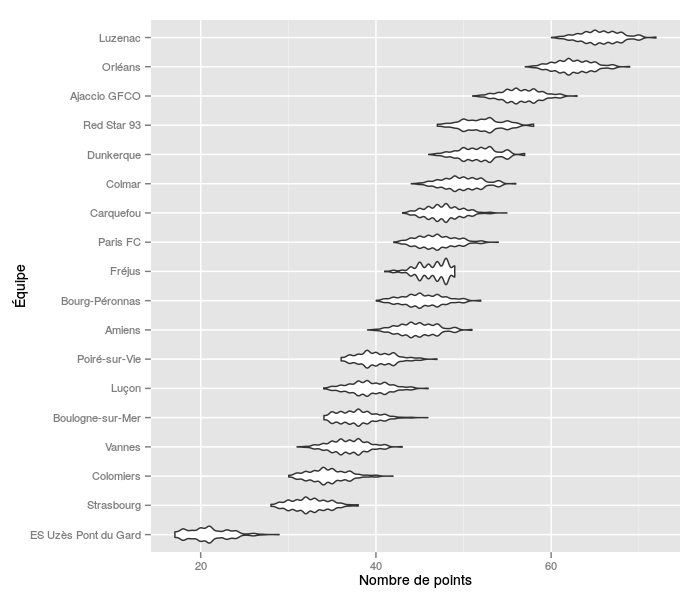 Luzenac
Orléans
Ajaccio GFCO
Red Star 93
Dunkerque
Colmar
Carquefou
Paris FC
Fréjus
Bourg-Péronnas
Amiens
Poiré-sur-Vie
Luçon
Boulogne-sur-Mer
Vannes
Colomiers
Strasbourg
ES Uzès Pont du Gard
Équipe
20 40 60
Nombre de points